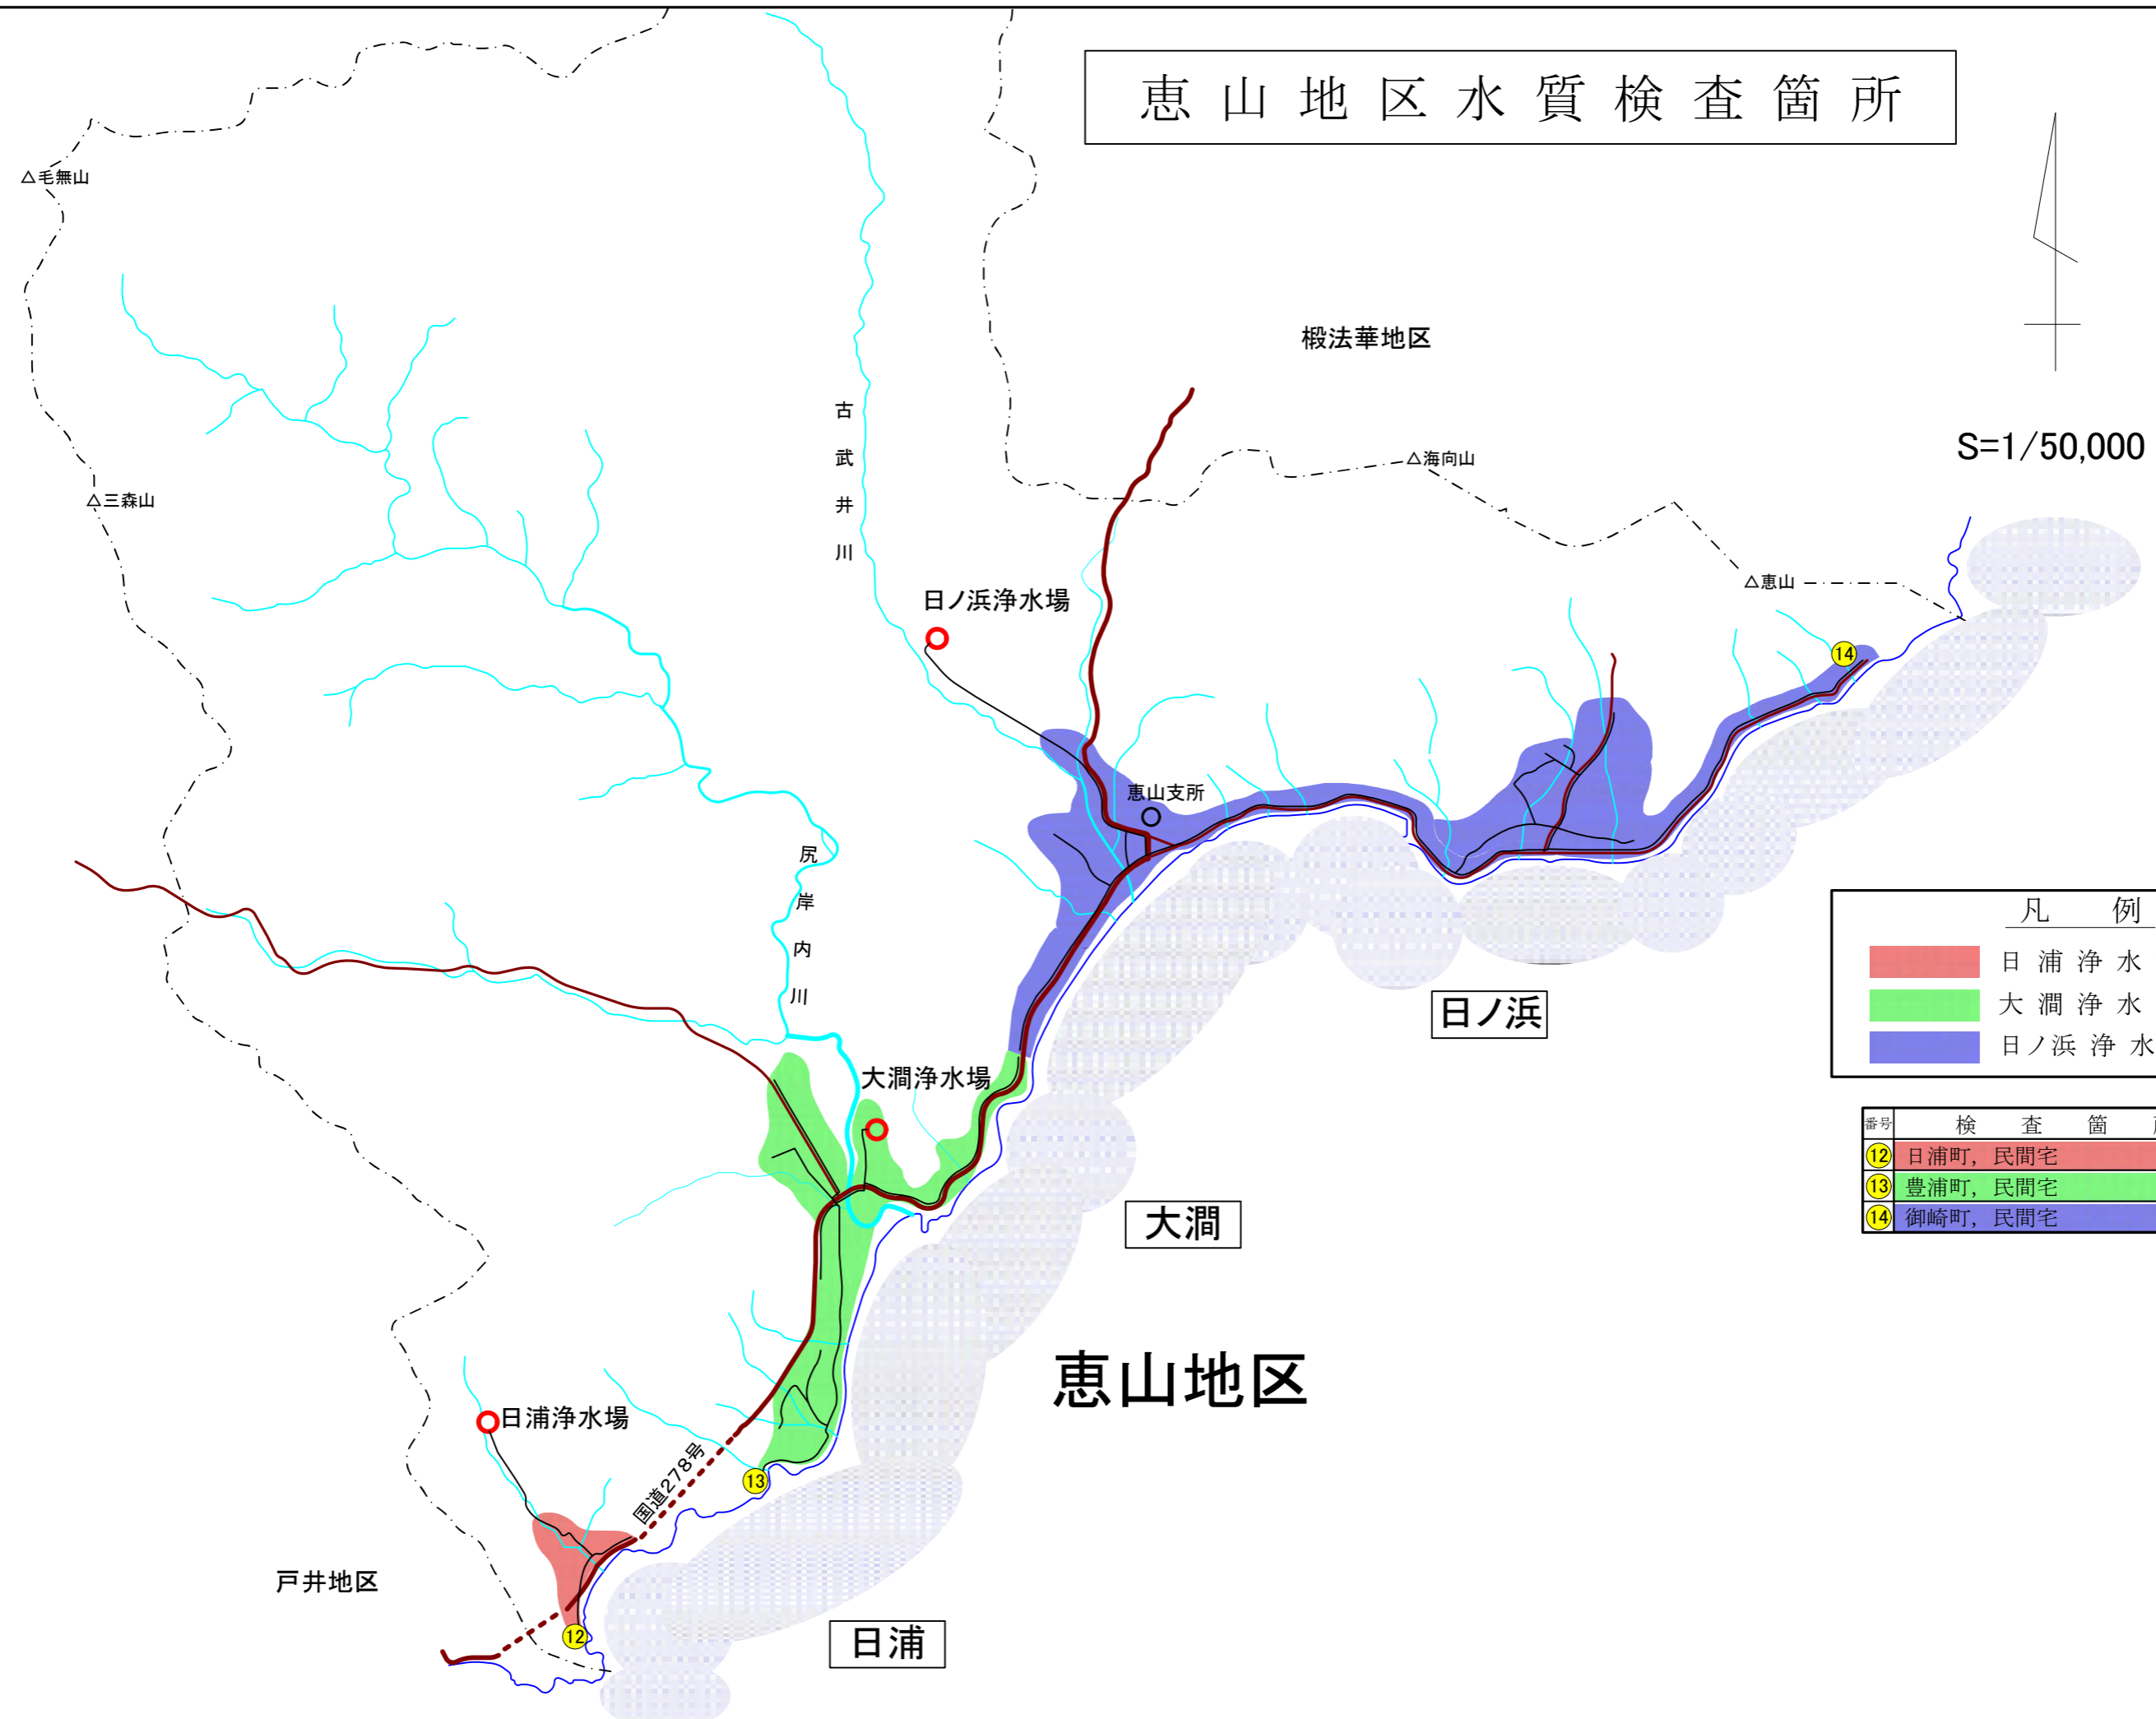 恵山地区水質検査箇所
△毛無山
椴法華地区
古武井川
S=1/50,000
△海向山
△三森山
△恵山
日ノ浜浄水場
14
恵山支所
尻岸内川
凡例
日浦浄水
大澗浄水
日ノ浜浄水
日ノ浜
大澗浄水場
番号 検査箇
12 日浦町，民間宅
13 豊浦町，民間宅
14 御崎町，民間宅
大澗
恵山地区
日浦浄水場
国道278号
13
戸井地区
12
日浦